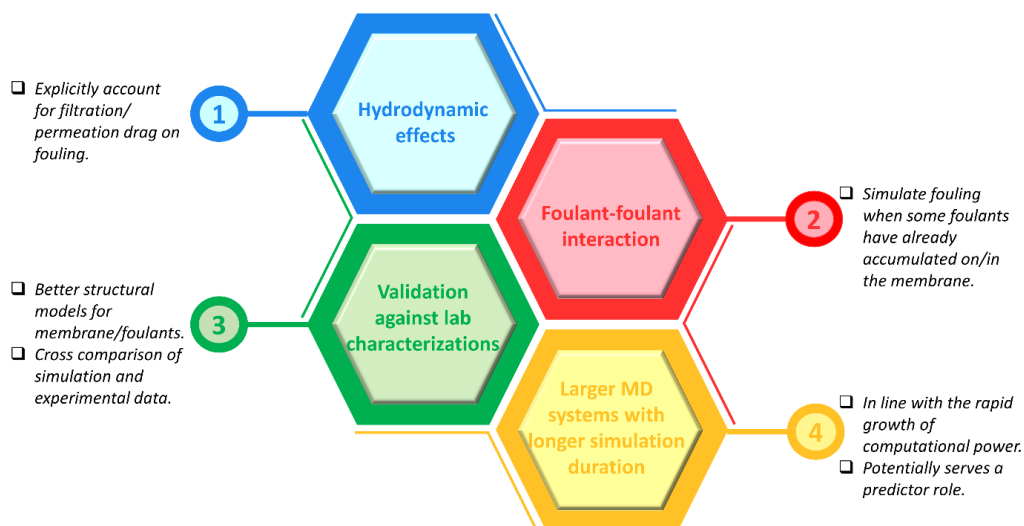 ❑ Explicitly account
for filtration/
permeation drag on
fouling.
1
Hydrodynamic
effects
Foulant-foulant
interaction
2
❑ Simulate fouling
when some foulants
have already
accumulated on/in
the membrane.
❑ Better structural
models for
membrane/foulants.
❑ Cross comparison of
simulation and
experimental data.
3
Validation
against lab
characterizations
Larger MD
systems with
longer simulation
duration
4
❑ In line with the rapid
growth of
computational power.
❑ Potentially serves a
predictor role.